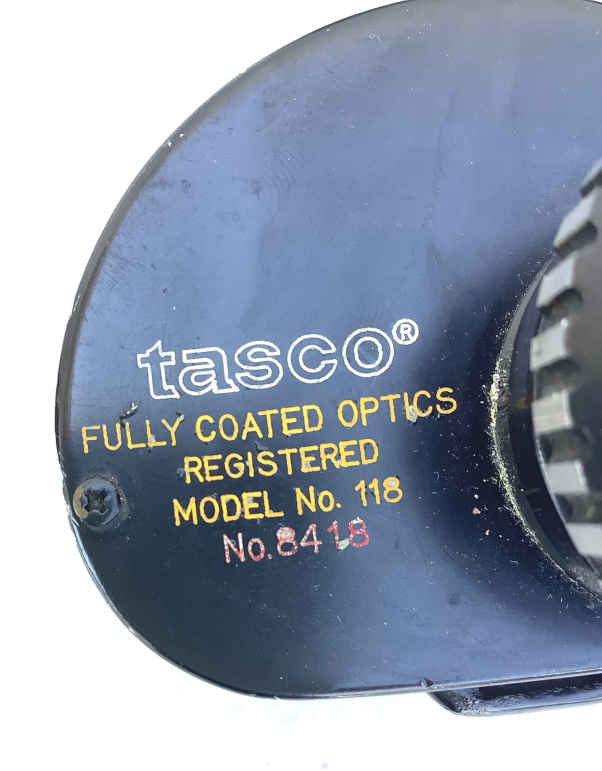 tasco®
FULLY COATED OPTICS
REGISTERED
MODEL No. 118
No.8418